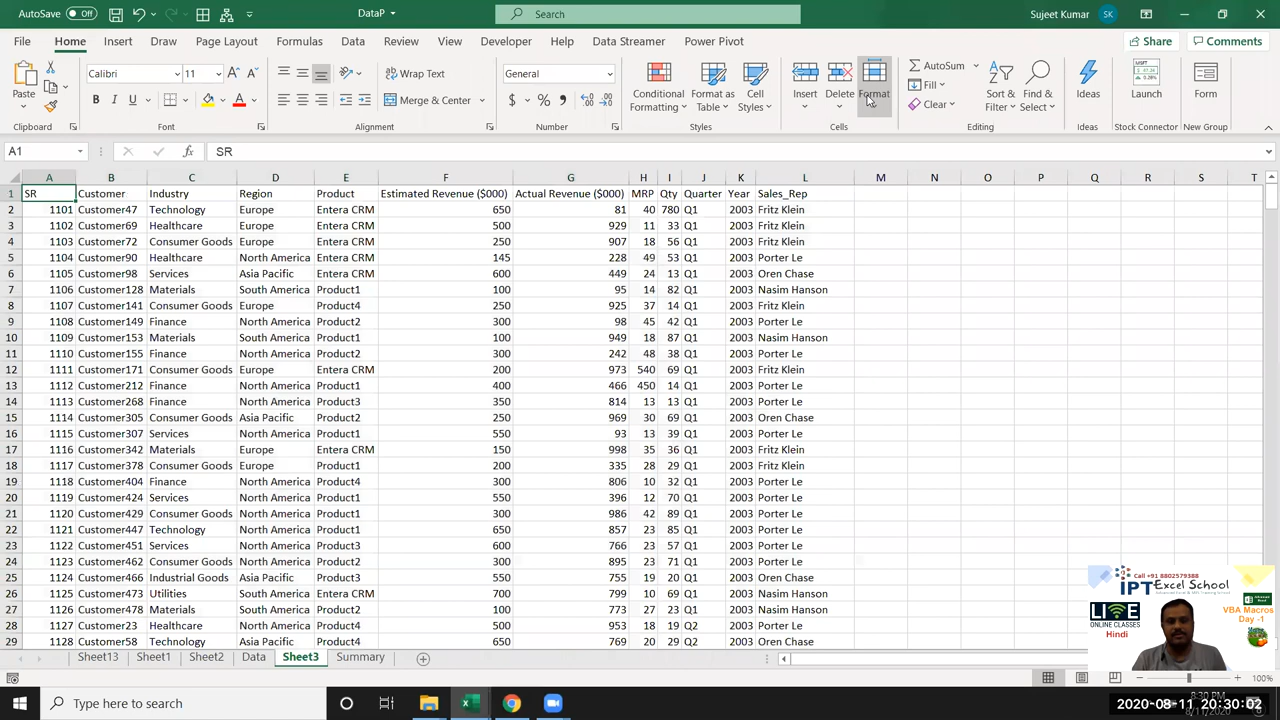 AutoSave Off DataP Search Sujeet Kumar SK
File Home Insert Draw Page Layout Formulas Data Review View Developer Help Data Streamer Power Pivot Share Comments
Paste Calibri 11 Wrap Text General Conditional Formatting Format as Table Cell Styles Insert Delete Format AutoSum Sort & Filter Find & Select Ideas Launch Form
B I U Merge & Center $ % Fill Clear
Clipboard Font Alignment Number Styles Cells Editing Ideas Stock Connector New Group
A1 fx SR
A B C D E F G H I J K L M N O P Q R S T
1 SR Customer Industry Region Product Estimated Revenue ($000) Actual Revenue ($000) MRP Qty Quarter Year Sales_Rep
2 1101 Customer47 Technology Europe Entera CRM 650 81 40 780 Q1 2003 Fritz Klein
3 1102 Customer69 Healthcare Europe Entera CRM 500 929 11 33 Q1 2003 Fritz Klein
4 1103 Customer72 Consumer Goods Europe Entera CRM 250 907 18 56 Q1 2003 Fritz Klein
5 1104 Customer90 Healthcare North America Entera CRM 145 228 49 53 Q1 2003 Porter Le
6 1105 Customer98 Services Asia Pacific Entera CRM 600 449 24 13 Q1 2003 Oren Chase
7 1106 Customer128 Materials South America Product1 100 95 14 82 Q1 2003 Nasim Hanson
8 1107 Customer141 Consumer Goods Europe Product4 250 925 37 14 Q1 2003 Fritz Klein
9 1108 Customer149 Finance North America Product2 300 98 45 42 Q1 2003 Porter Le
10 1109 Customer153 Materials South America Product1 100 949 18 87 Q1 2003 Nasim Hanson
11 1110 Customer155 Finance North America Product2 300 242 48 38 Q1 2003 Porter Le
12 1111 Customer171 Consumer Goods Europe Entera CRM 200 973 540 69 Q1 2003 Fritz Klein
13 1112 Customer212 Finance North America Product1 400 466 450 14 Q1 2003 Porter Le
14 1113 Customer268 Finance North America Product3 350 814 13 13 Q1 2003 Porter Le
15 1114 Customer305 Consumer Goods Asia Pacific Product2 250 969 30 69 Q1 2003 Oren Chase
16 1115 Customer307 Services North America Product1 550 93 13 39 Q1 2003 Porter Le
17 1116 Customer342 Materials Europe Entera CRM 150 998 35 36 Q1 2003 Fritz Klein
18 1117 Customer378 Consumer Goods Europe Product1 200 335 28 29 Q1 2003 Fritz Klein
19 1118 Customer404 Finance North America Product4 300 806 10 32 Q1 2003 Porter Le
20 1119 Customer424 Services North America Product1 550 396 12 70 Q1 2003 Porter Le
21 1120 Customer429 Consumer Goods North America Product1 300 986 42 89 Q1 2003 Porter Le
22 1121 Customer447 Technology North America Product1 650 857 23 85 Q1 2003 Porter Le
23 1122 Customer451 Services North America Product3 600 766 23 57 Q1 2003 Porter Le
24 1123 Customer462 Consumer Goods North America Product2 300 895 23 71 Q1 2003 Porter Le
25 1124 Customer466 Industrial Goods Asia Pacific Product3 550 755 19 20 Q1 2003 Oren Chase
26 1125 Customer473 Utilities South America Entera CRM 700 799 10 69 Q1 2003 Nasim Hanson
27 1126 Customer478 Materials South America Product2 100 773 27 23 Q1 2003 Nasim Hanson
28 1127 Customer23 Healthcare North America Product4 500 953 18 23 Q2 2003 Porter Le
29 1128 Customer58 Technology Asia Pacific Product4 650 769 20 29 Q2 2003 Oren Chase
Call +91 8802579388
IPT Excel School
LIVE
ONLINE CLASSES
Hindi
VBA Macros
Day -1
Sheet13 Sheet1 Sheet2 Data Sheet3 Summary
100%
Type here to search
8:30 PM
2020-08-11 20:30:02
8/11/2020